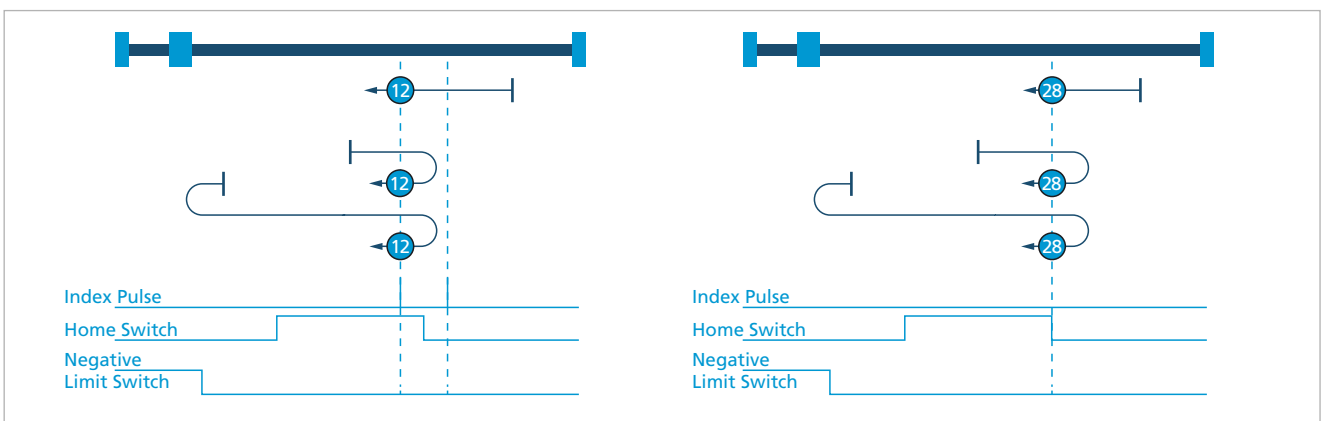 12
12
12
Index Pulse
Home Switch
Negative
Limit Switch
28
28
28
Index Pulse
Home Switch
Negative
Limit Switch